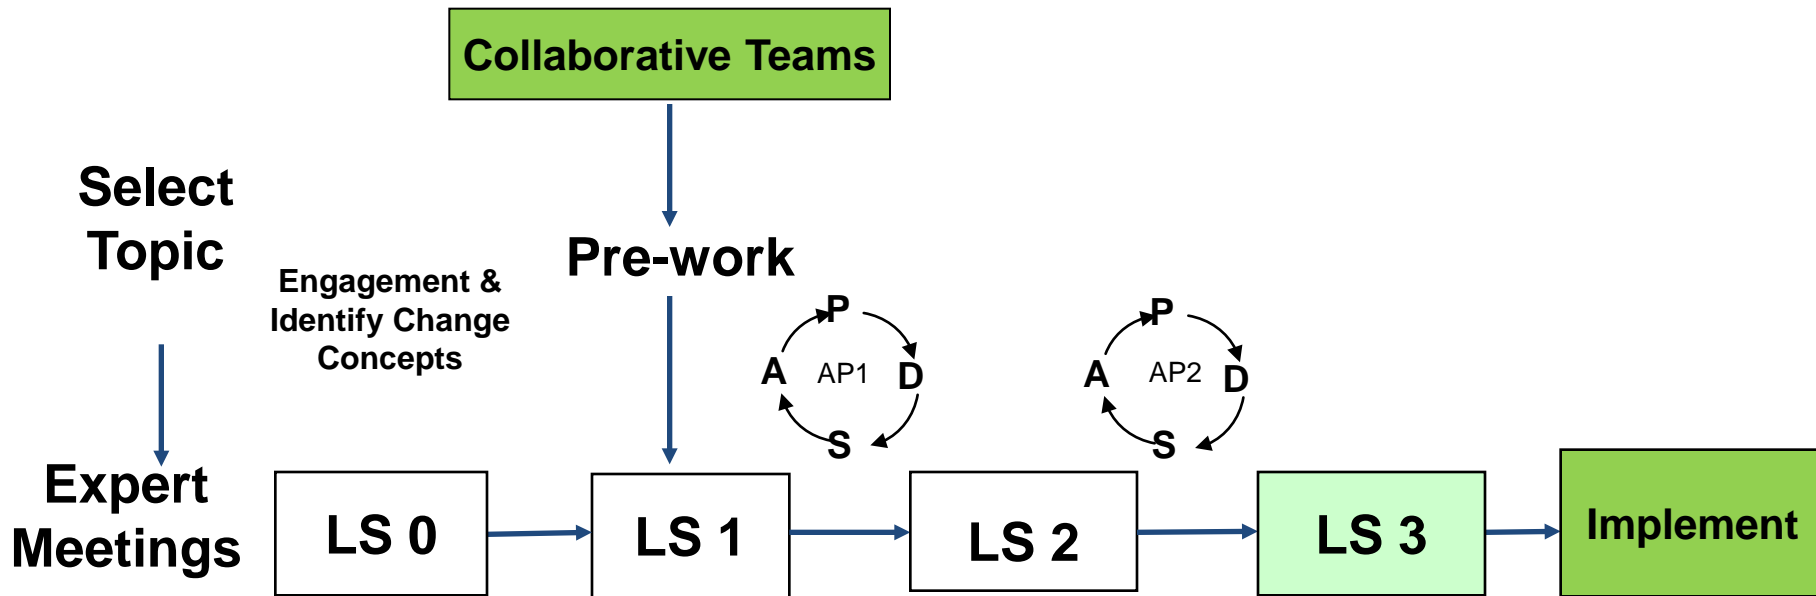 Collaborative Teams
Select
Topic
Engagement &
Identify Change
Concepts
Pre-work
P
A
AP1
D
S
P
A
AP2
D
S
Expert
Meetings
LS 0
LS 1
LS 2
LS 3
Implement